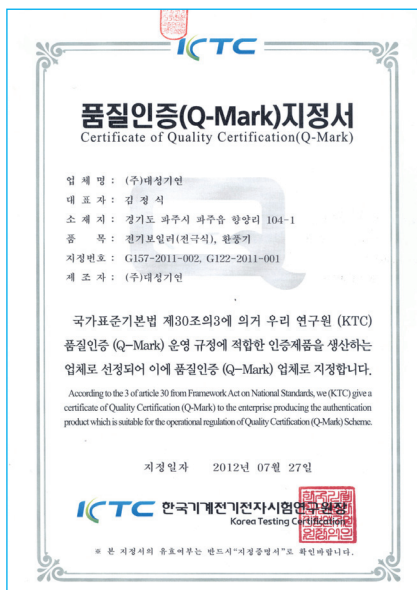 KTC
품질인증(Q-Mark)지정서
Certificate of Quality Certification(Q-Mark)
업 체 명 : (주)대성기연
대 표 자 : 김 정 식
소 재 지 : 경기도 파주시 파주읍 향양리 104-1
품 목 : 전기보일러(전극식), 환풍기
지정번호 : G157-2011-002, G122-2011-001
제 조 자 : (주)대성기연
국가표준기본법 제30조의3에 의거 우리 연구원 (KTC)
품질인증 (Q-Mark) 운영 규정에 적합한 인증제품을 생산하는
업체로 선정되어 이에 품질인증 (Q-Mark) 업체로 지정합니다.
According to the 3 of article 30 from Framework Act on National Standards, we (KTC) give a
certificate of Quality Certification (Q-Mark) to the enterprise producing the authentication
product which is suitable for the operational regulation of Quality Certification (Q-Mark) Scheme.
지정일자 2012년 07월 27일
KTC 한국기계전기전자시험연구원장
Korea Testing Certification
※ 본 지정서의 유효여부는 반드시"지정증명서"로 확인바랍니다.